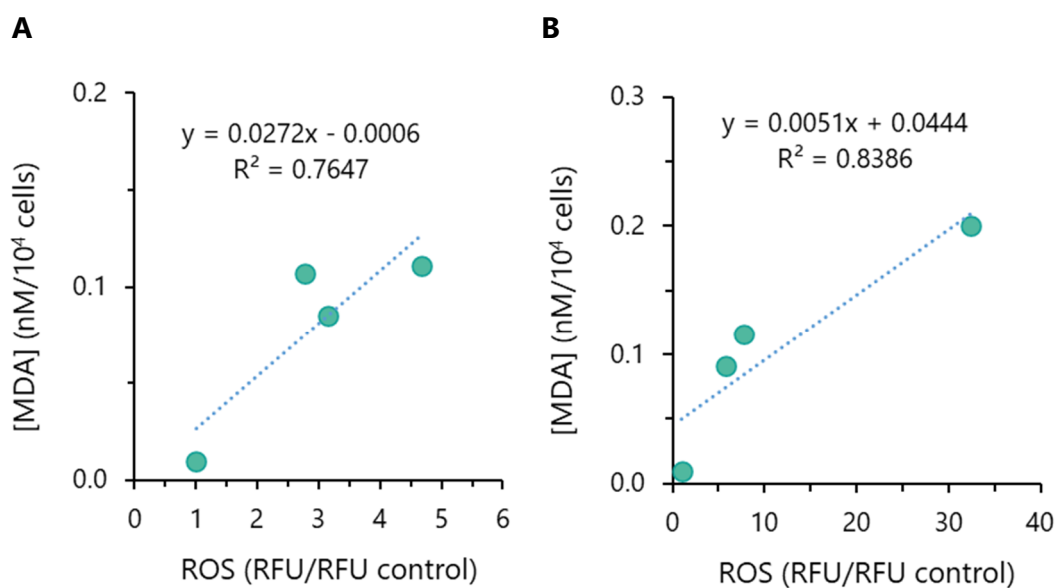 A
0.2
0.1
0.0
[MDA] (nM/10⁴ cells)
y = 0.0272x - 0.0006
R² = 0.7647
0 1 2 3 4 5 6
ROS (RFU/RFU control)
B
0.3
0.2
0.1
0.0
[MDA] (nM/10⁴ cells)
y = 0.0051x + 0.0444
R² = 0.8386
0 10 20 30 40
ROS (RFU/RFU control)